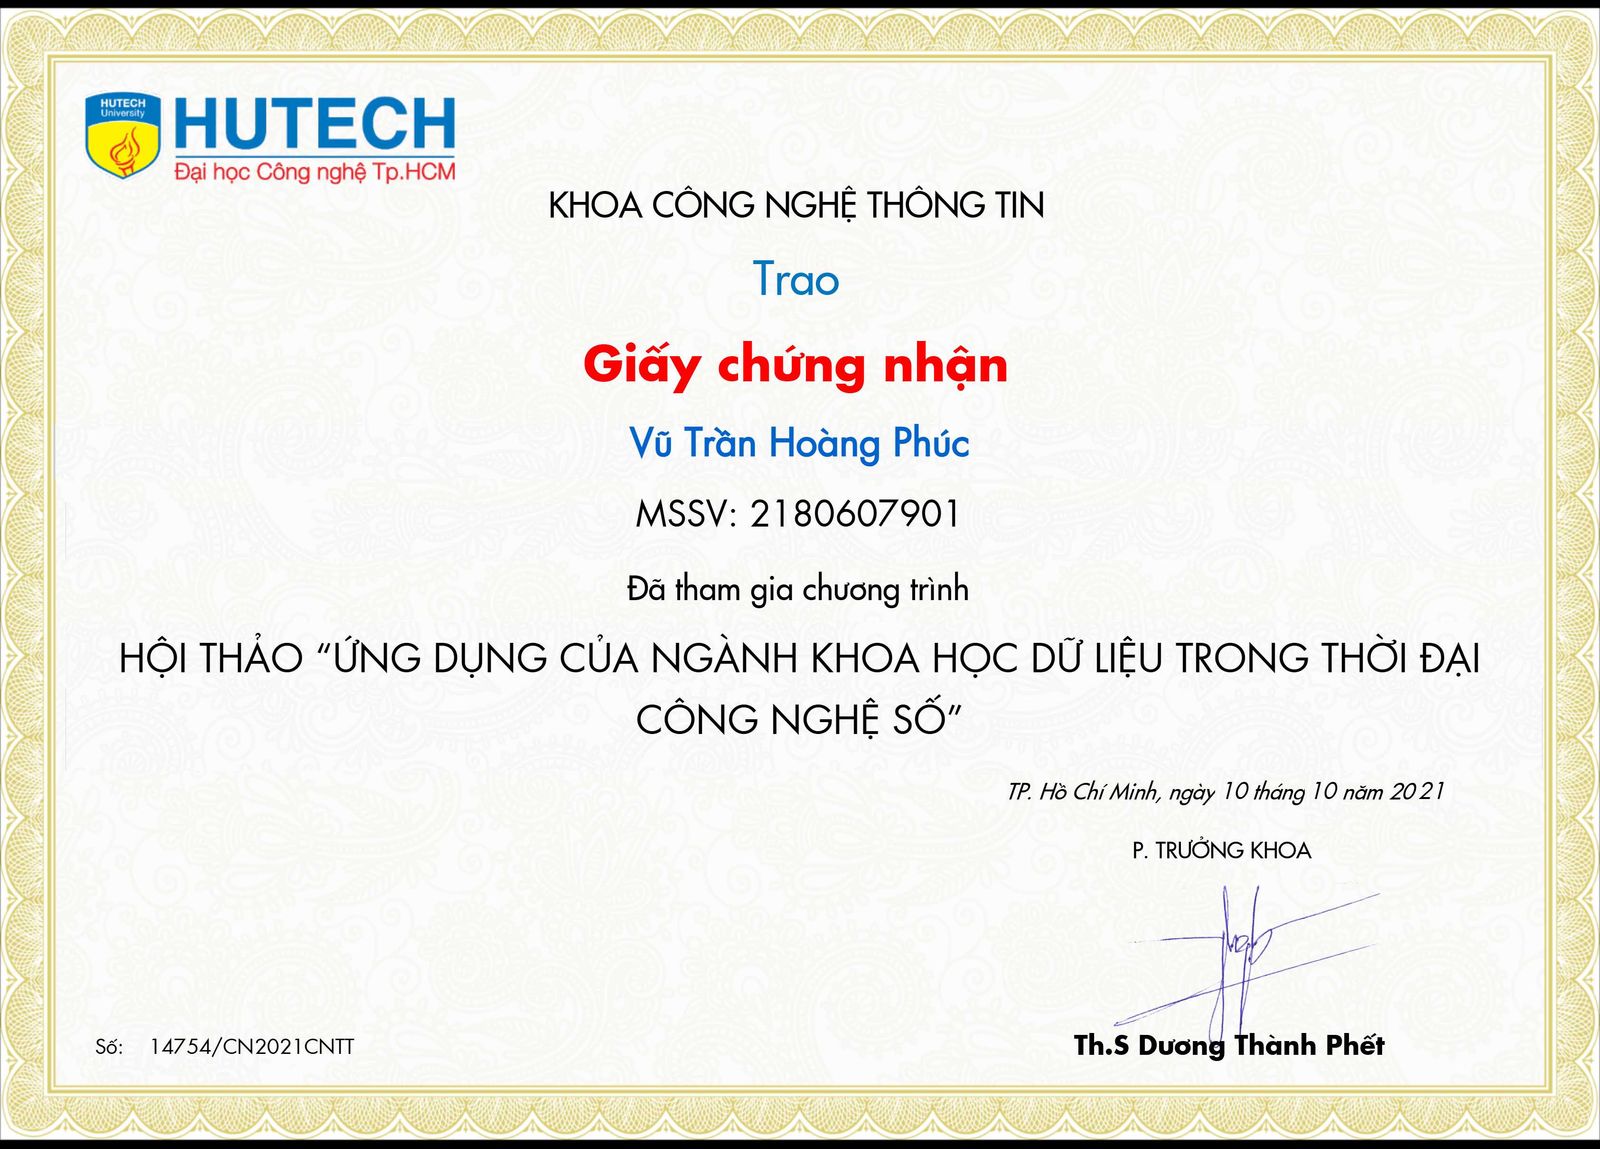 HUTECH
University
HUTECH
Đại học Công nghệ Tp.HCM
KHOA CÔNG NGHỆ THÔNG TIN
Trao
Giấy chứng nhận
Vũ Trần Hoàng Phúc
MSSV: 2180607901
Đã tham gia chương trình
HỘI THẢO “ỨNG DỤNG CỦA NGÀNH KHOA HỌC DỮ LIỆU TRONG THỜI ĐẠI
CÔNG NGHỆ SỐ”
TP. Hồ Chí Minh, ngày 10 tháng 10 năm 2021
P. TRƯỞNG KHOA
Th.S Dương Thành Phết
Số: 14754/CN2021CNTT